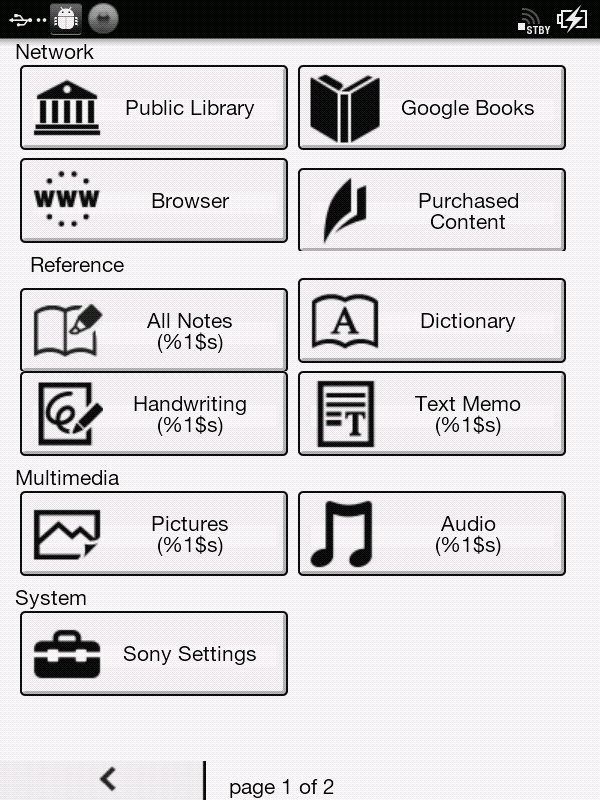 STBY
Network
Public Library
Google Books
WWW
Browser
Purchased
Content
Reference
All Notes
(%1$s)
A
Dictionary
Handwriting
(%1$s)
T
Text Memo
(%1$s)
Multimedia
Pictures
(%1$s)
Audio
(%1$s)
System
Sony Settings
page 1 of 2